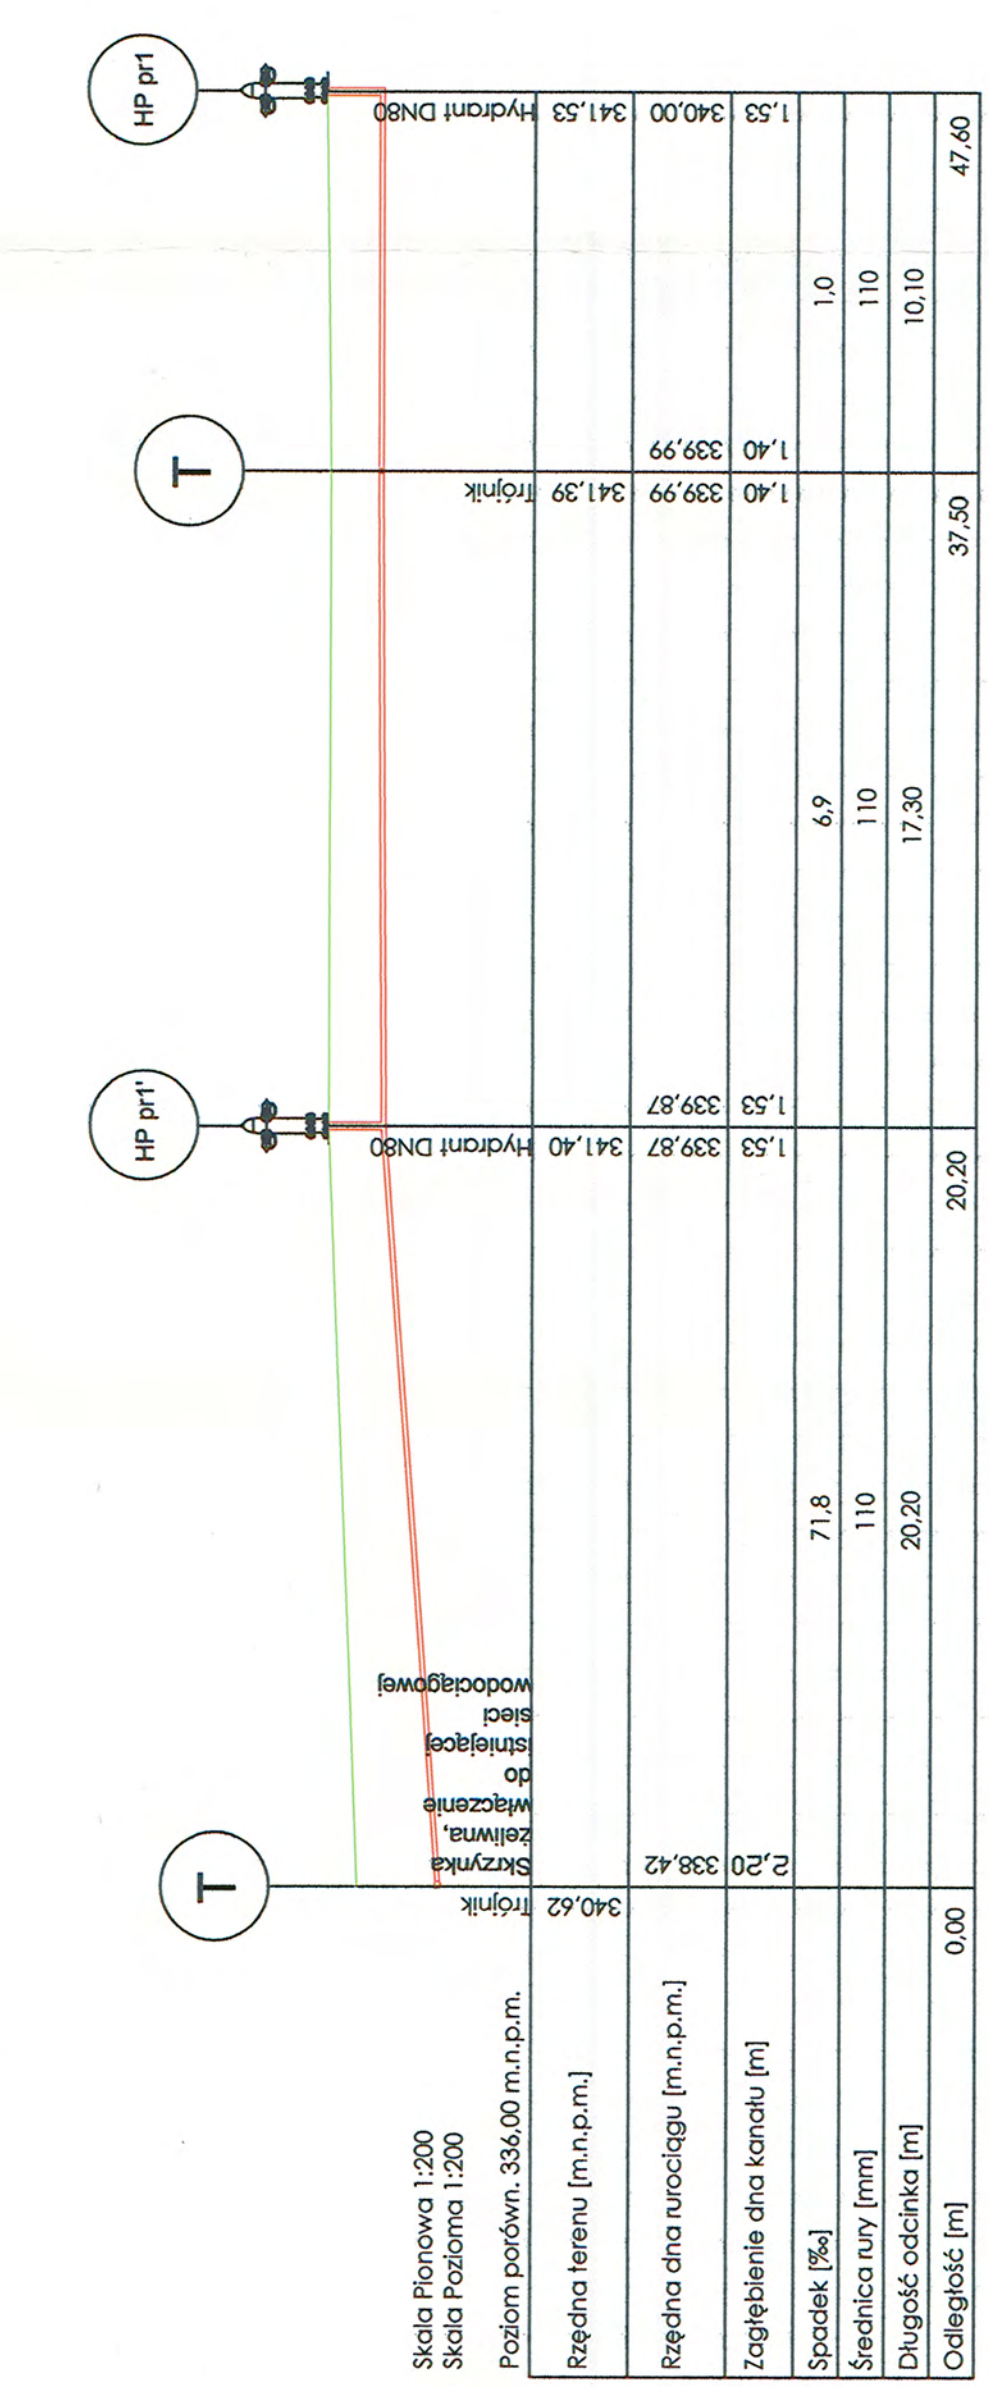 T
HP pr1'
T
HP pr1
Skala Pionowa 1:200
Skala Pozioma 1:200
Poziom porówn. 336,00 m.n.p.m.
Trójnik
Skrzynka
żeliwna,
włączenie
do
istniejącej
sieci
wodociągowej
Hydrant DN80
Trójnik
Hydrant DN80
Rzędna terenu [m.n.p.m.] 340,62 341,40 341,39 341,53
Rzędna dna rurociągu [m.n.p.m.] 338,42 339,87 339,87 339,99 339,99 340,00
Zagłębienie dna kanału [m] 2,20 1,53 1,53 1,40 1,40 1,53
Spadek [‰] 71,8 6,9 1,0
Średnica rury [mm] 110 110 110
Długość odcinka [m] 20,20 17,30 10,10
Odległość [m] 0,00 20,20 37,50 47,60